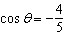 cos θ = − 4/5